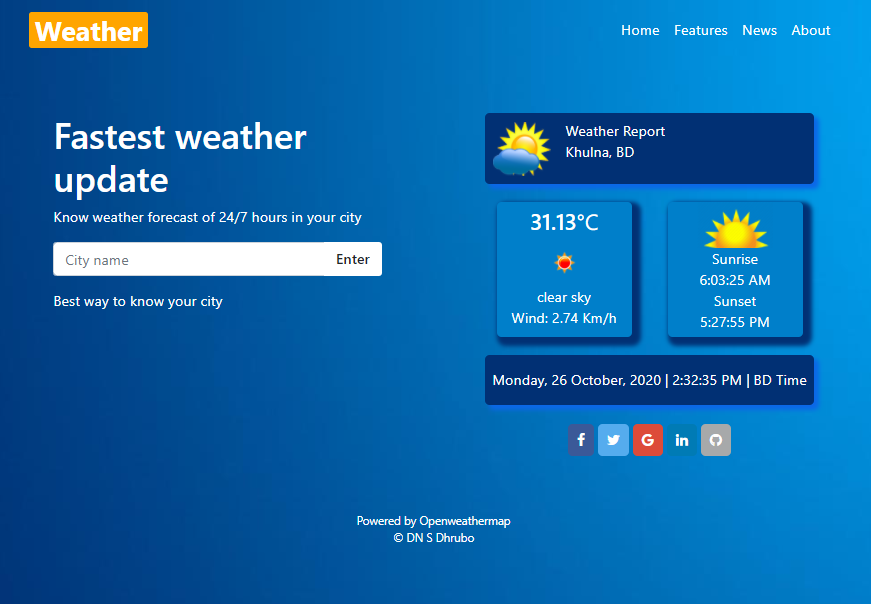 Weather
Home Features News About
Fastest weather
update
Know weather forecast of 24/7 hours in your city
City name Enter
Best way to know your city
Weather Report
Khulna, BD
31.13°C
clear sky
Wind: 2.74 Km/h
Sunrise
6:03:25 AM
Sunset
5:27:55 PM
Monday, 26 October, 2020 | 2:32:35 PM | BD Time
f G in
Powered by Openweathermap
© DN S Dhrubo